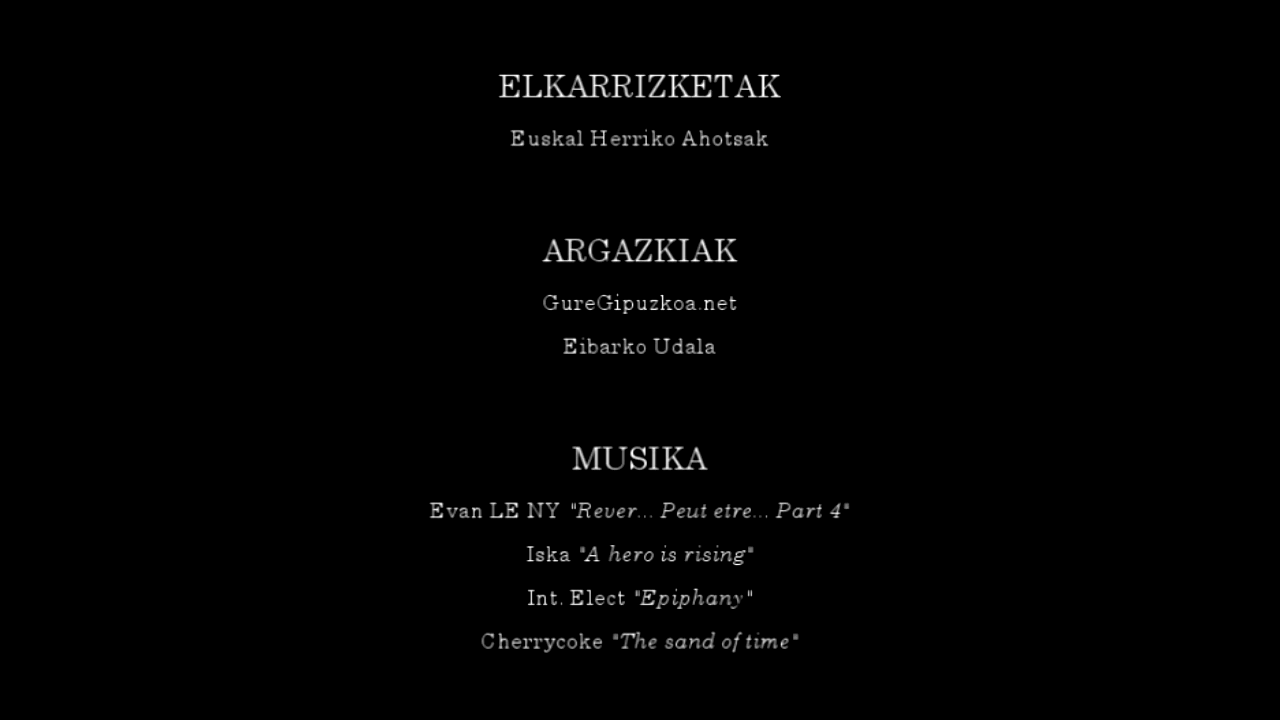 ELKARRIZKETAK
Euskal Herriko Ahotsak
ARGAZKIAK
GureGipuzkoa.net
Eibarko Udala
MUSIKA
Evan LE NY "Rever... Peut etre... Part 4"
Iska "A hero is rising"
Int. Elect "Epiphany"
Cherrycoke "The sand of time"